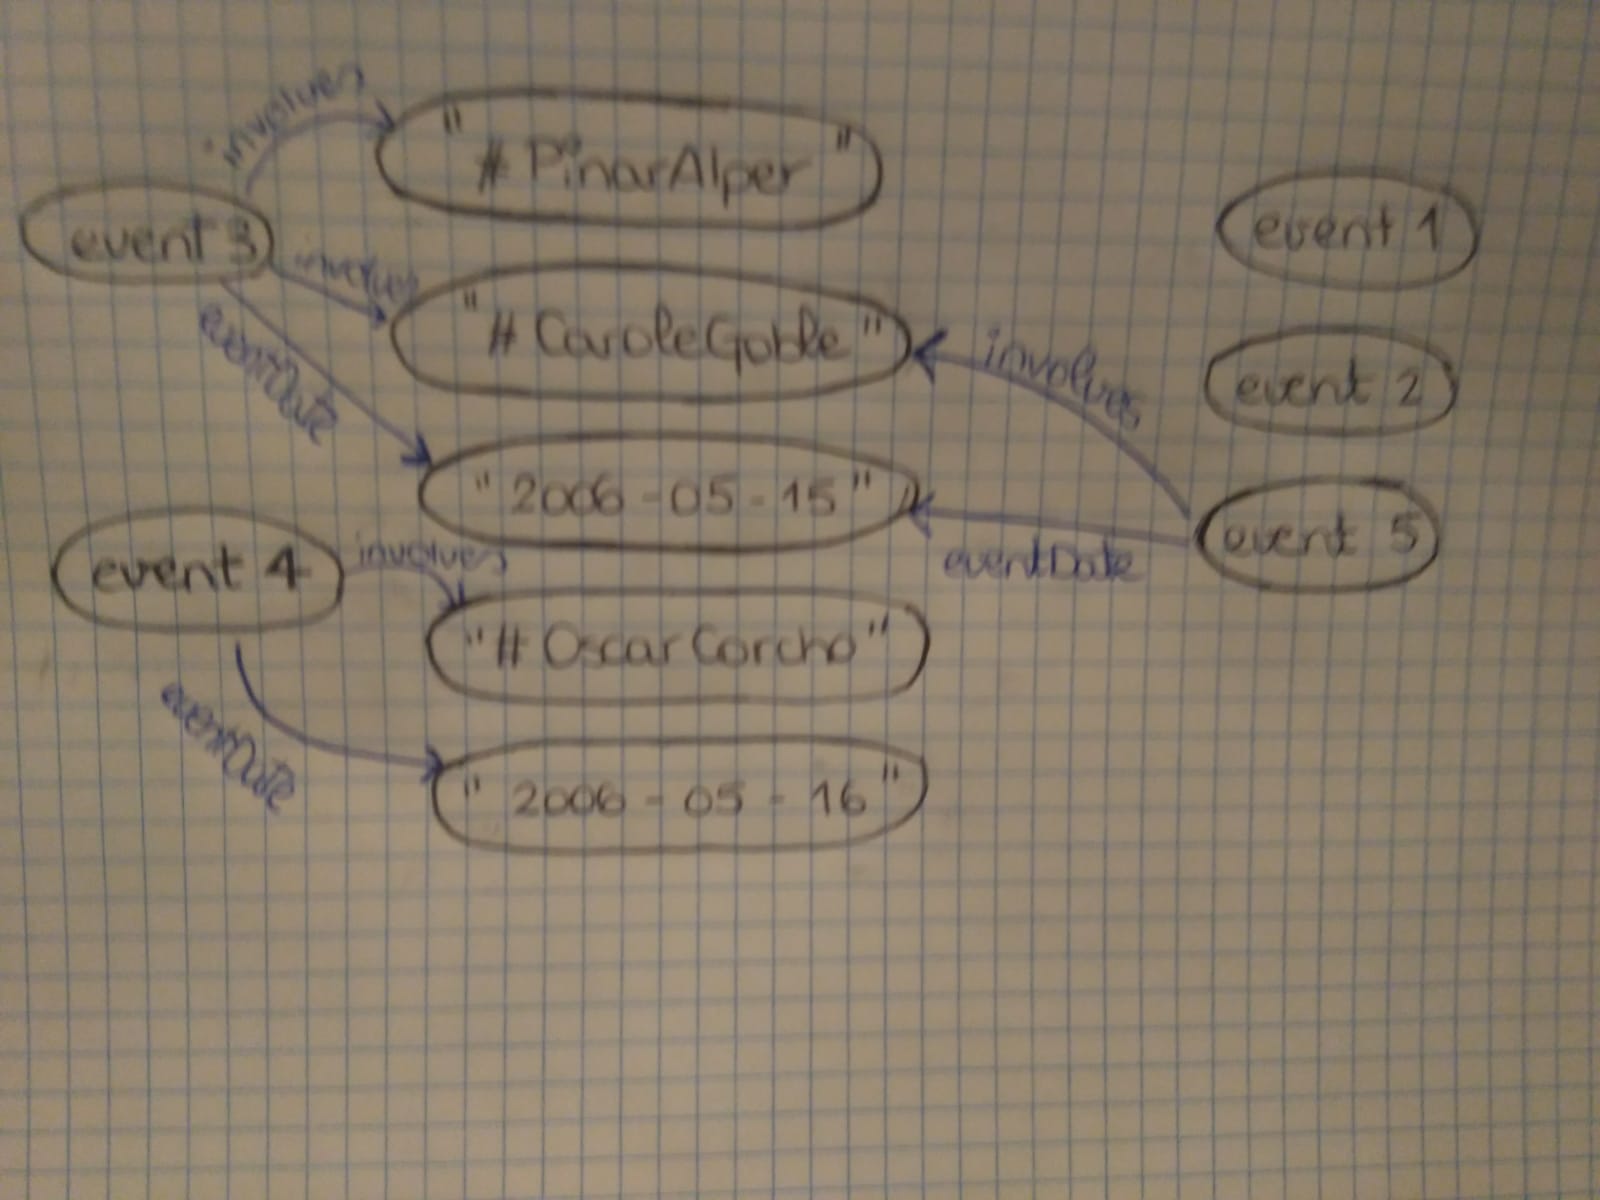 involves
"#PinarAlper"
event 3
involves
"#CaroleGoble"
eventDate
"2006-05-15"
event 4
involves
"#OscarCorcho"
eventDate
"2006-05-16"
event 1
involves
event 2
event 5
eventDate